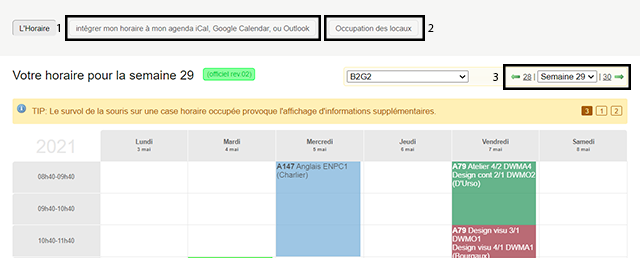 L'Horaire 1 intégrer mon horaire à mon agenda iCal, Google Calendar, ou Outlook Occupation des locaux 2
Votre horaire pour la semaine 29 (officiel rev.02) B2G2 3 28 | Semaine 29 | 30
TIP: Le survol de la souris sur une case horaire occupée provoque l'affichage d'informations supplémentaires. 3 1 2
2021 Lundi Mardi Mercredi Jeudi Vendredi Samedi
3 mai 4 mai 5 mai 6 mai 7 mai 8 mai
08h40-09h40 A147 Anglais ENPC1 A79 Atelier 4/2 DWMA4
(Charlier) Design cont 2/1 DWMO2
(D'Urso)
09h40-10h40
10h40-11h40 A79 Design visu 3/1
DWMO1
Design visu 4/1 DWMA1
(Bourgaux)